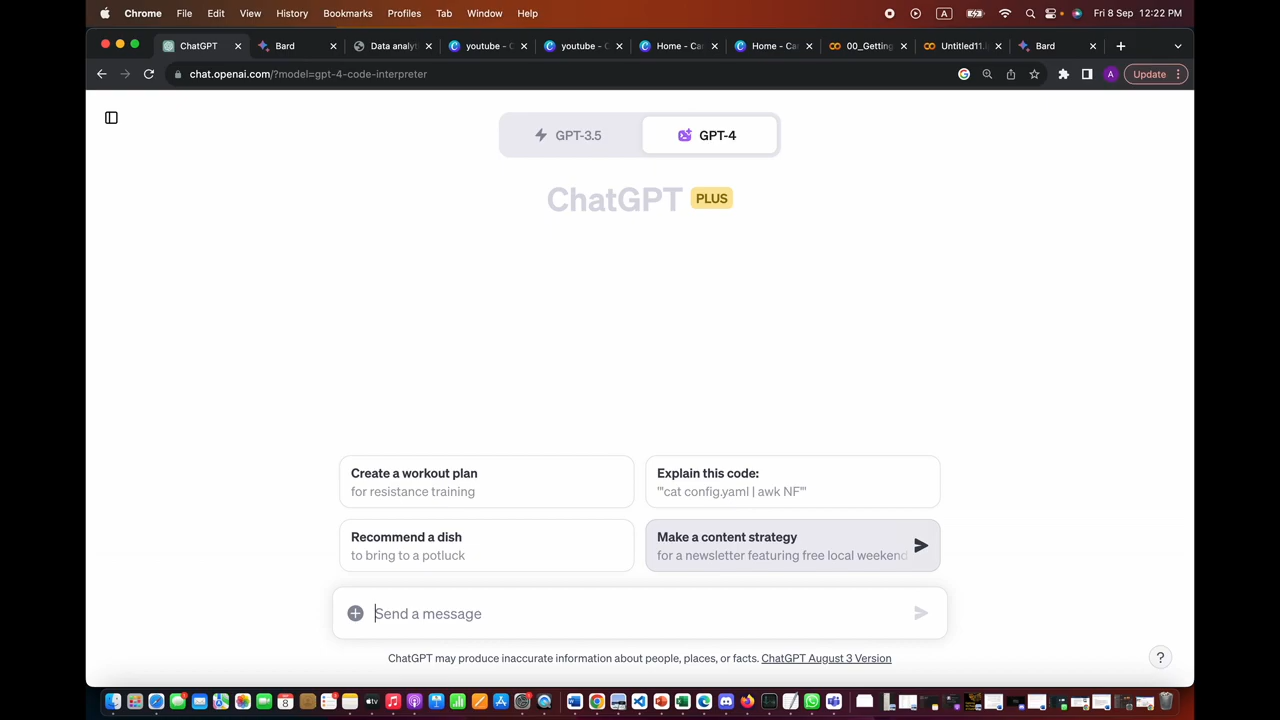 Chrome File Edit View History Bookmarks Profiles Tab Window Help A Fri 8 Sep 12:22 PM
ChatGPT Bard Data analyt youtube - C youtube - C Home - Ca Home - Ca 00_Getting Untitled11.i Bard
chat.openai.com/?model=gpt-4-code-interpreter A Update
GPT-3.5 GPT-4
ChatGPT PLUS
Create a workout plan
for resistance training
Explain this code:
"'cat config.yaml | awk NF'"
Recommend a dish
to bring to a potluck
Make a content strategy
for a newsletter featuring free local weekend
Send a message
ChatGPT may produce inaccurate information about people, places, or facts. ChatGPT August 3 Version
?